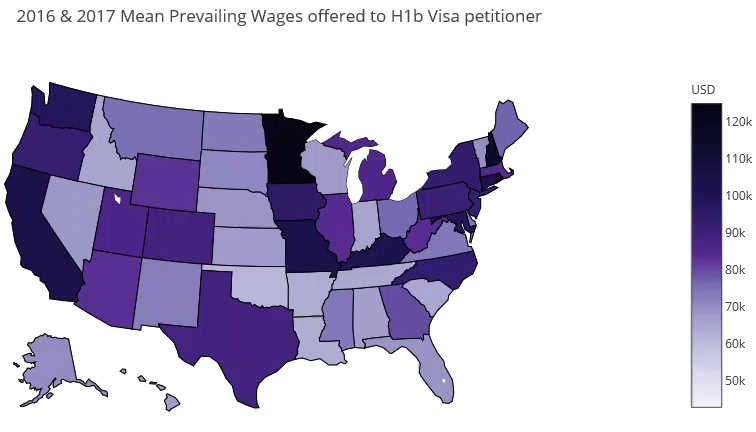 2016 & 2017 Mean Prevailing Wages offered to H1b Visa petitioner
USD
120k
110k
100k
90k
80k
70k
60k
50k